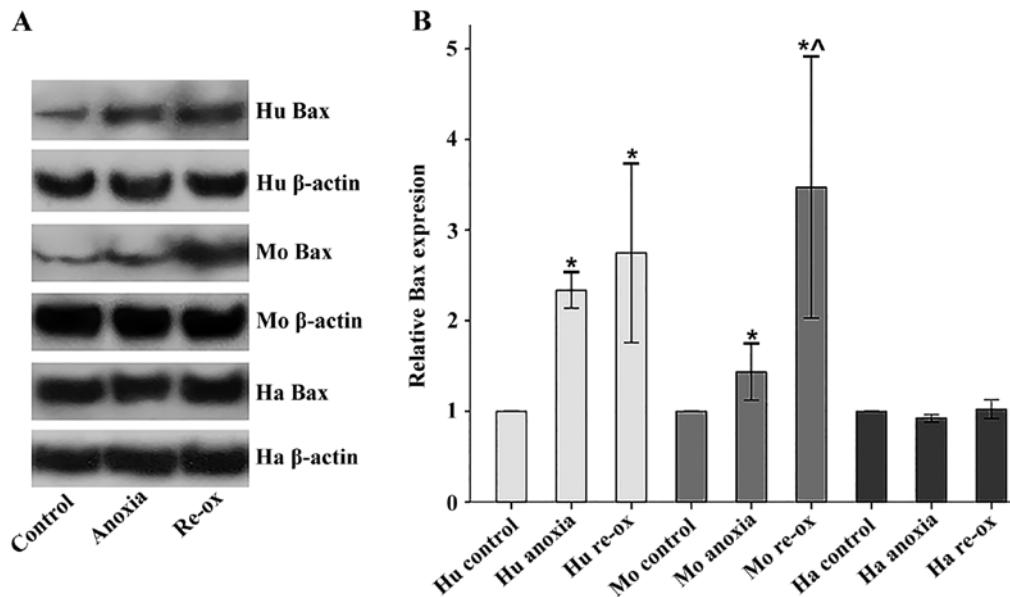 A
Hu Bax
Hu β-actin
Mo Bax
Mo β-actin
Ha Bax
Ha β-actin
Control
Anoxia
Re-ox
B
Relative Bax expresion
5
4
3
2
1
0
*
*
*
*^
Hu control
Hu anoxia
Hu re-ox
Mo control
Mo anoxia
Mo re-ox
Ha control
Ha anoxia
Ha re-ox